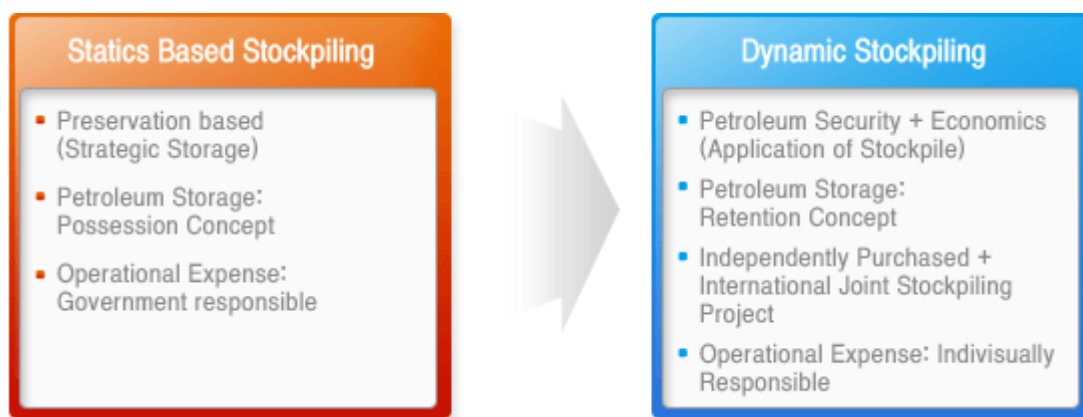 Statics Based Stockpiling
Preservation based
(Strategic Storage)
Petroleum Storage:
Possession Concept
Operational Expense:
Government responsible
Dynamic Stockpiling
Petroleum Security + Economics
(Application of Stockpile)
Petroleum Storage:
Retention Concept
Independently Purchased +
International Joint Stockpiling
Project
Operational Expense: Indivisually
Responsible